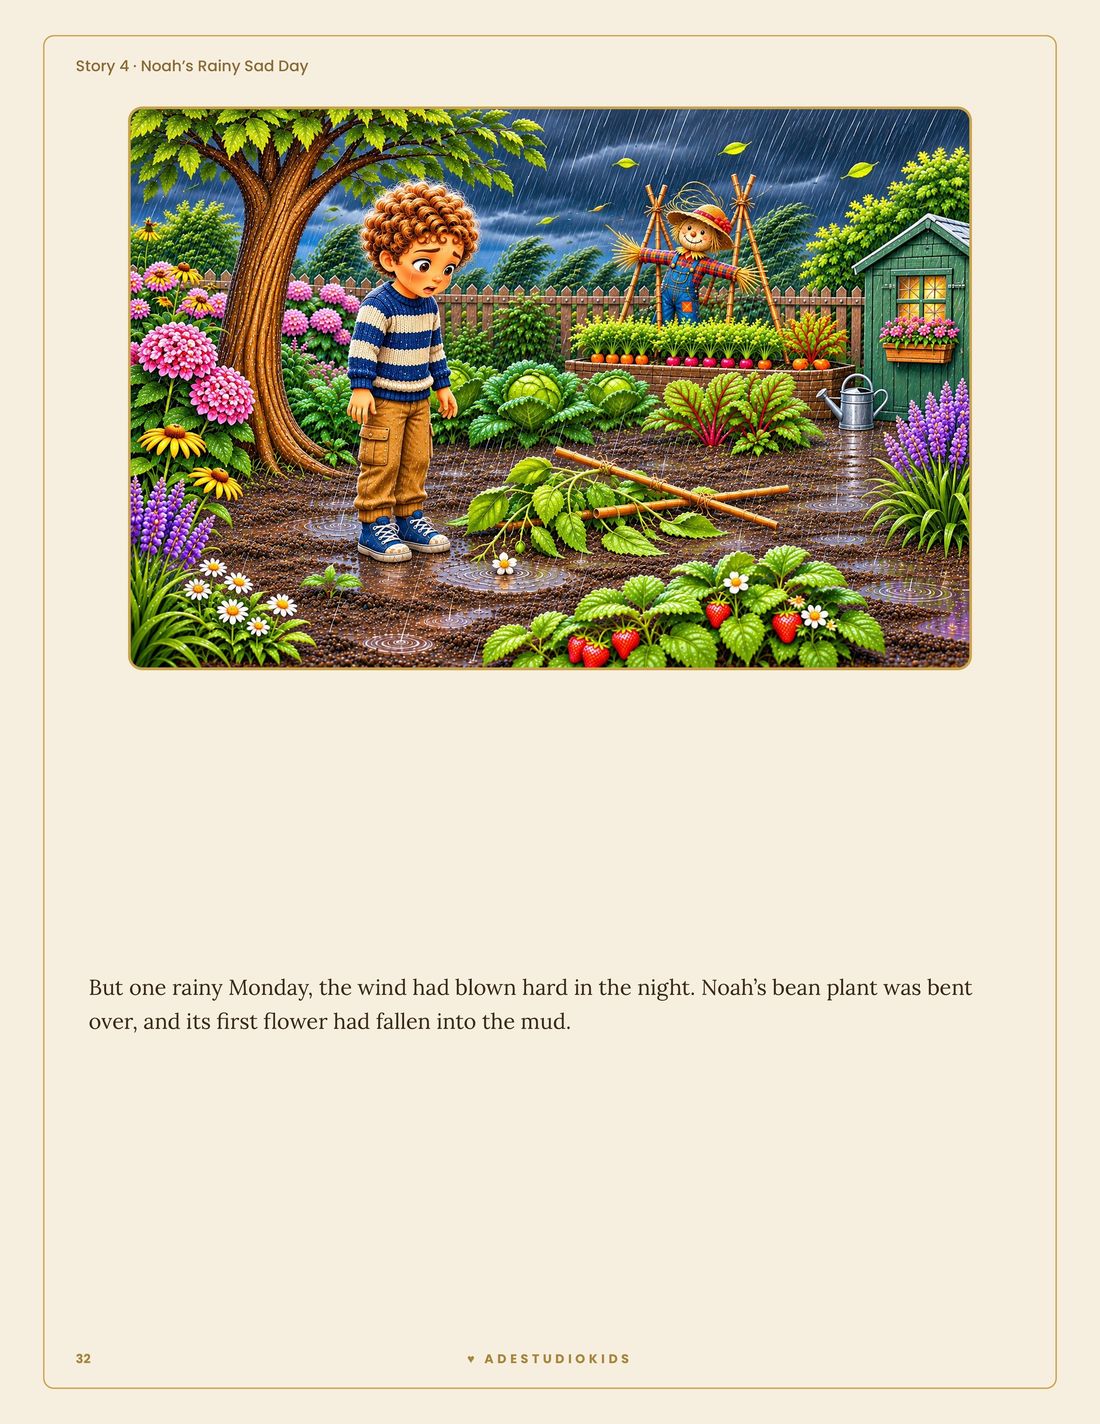 Story 4 · Noah’s Rainy Sad Day
But one rainy Monday, the wind had blown hard in the night. Noah’s bean plant was bent
over, and its first flower had fallen into the mud.
32
♥ ADESTUDIOKIDS